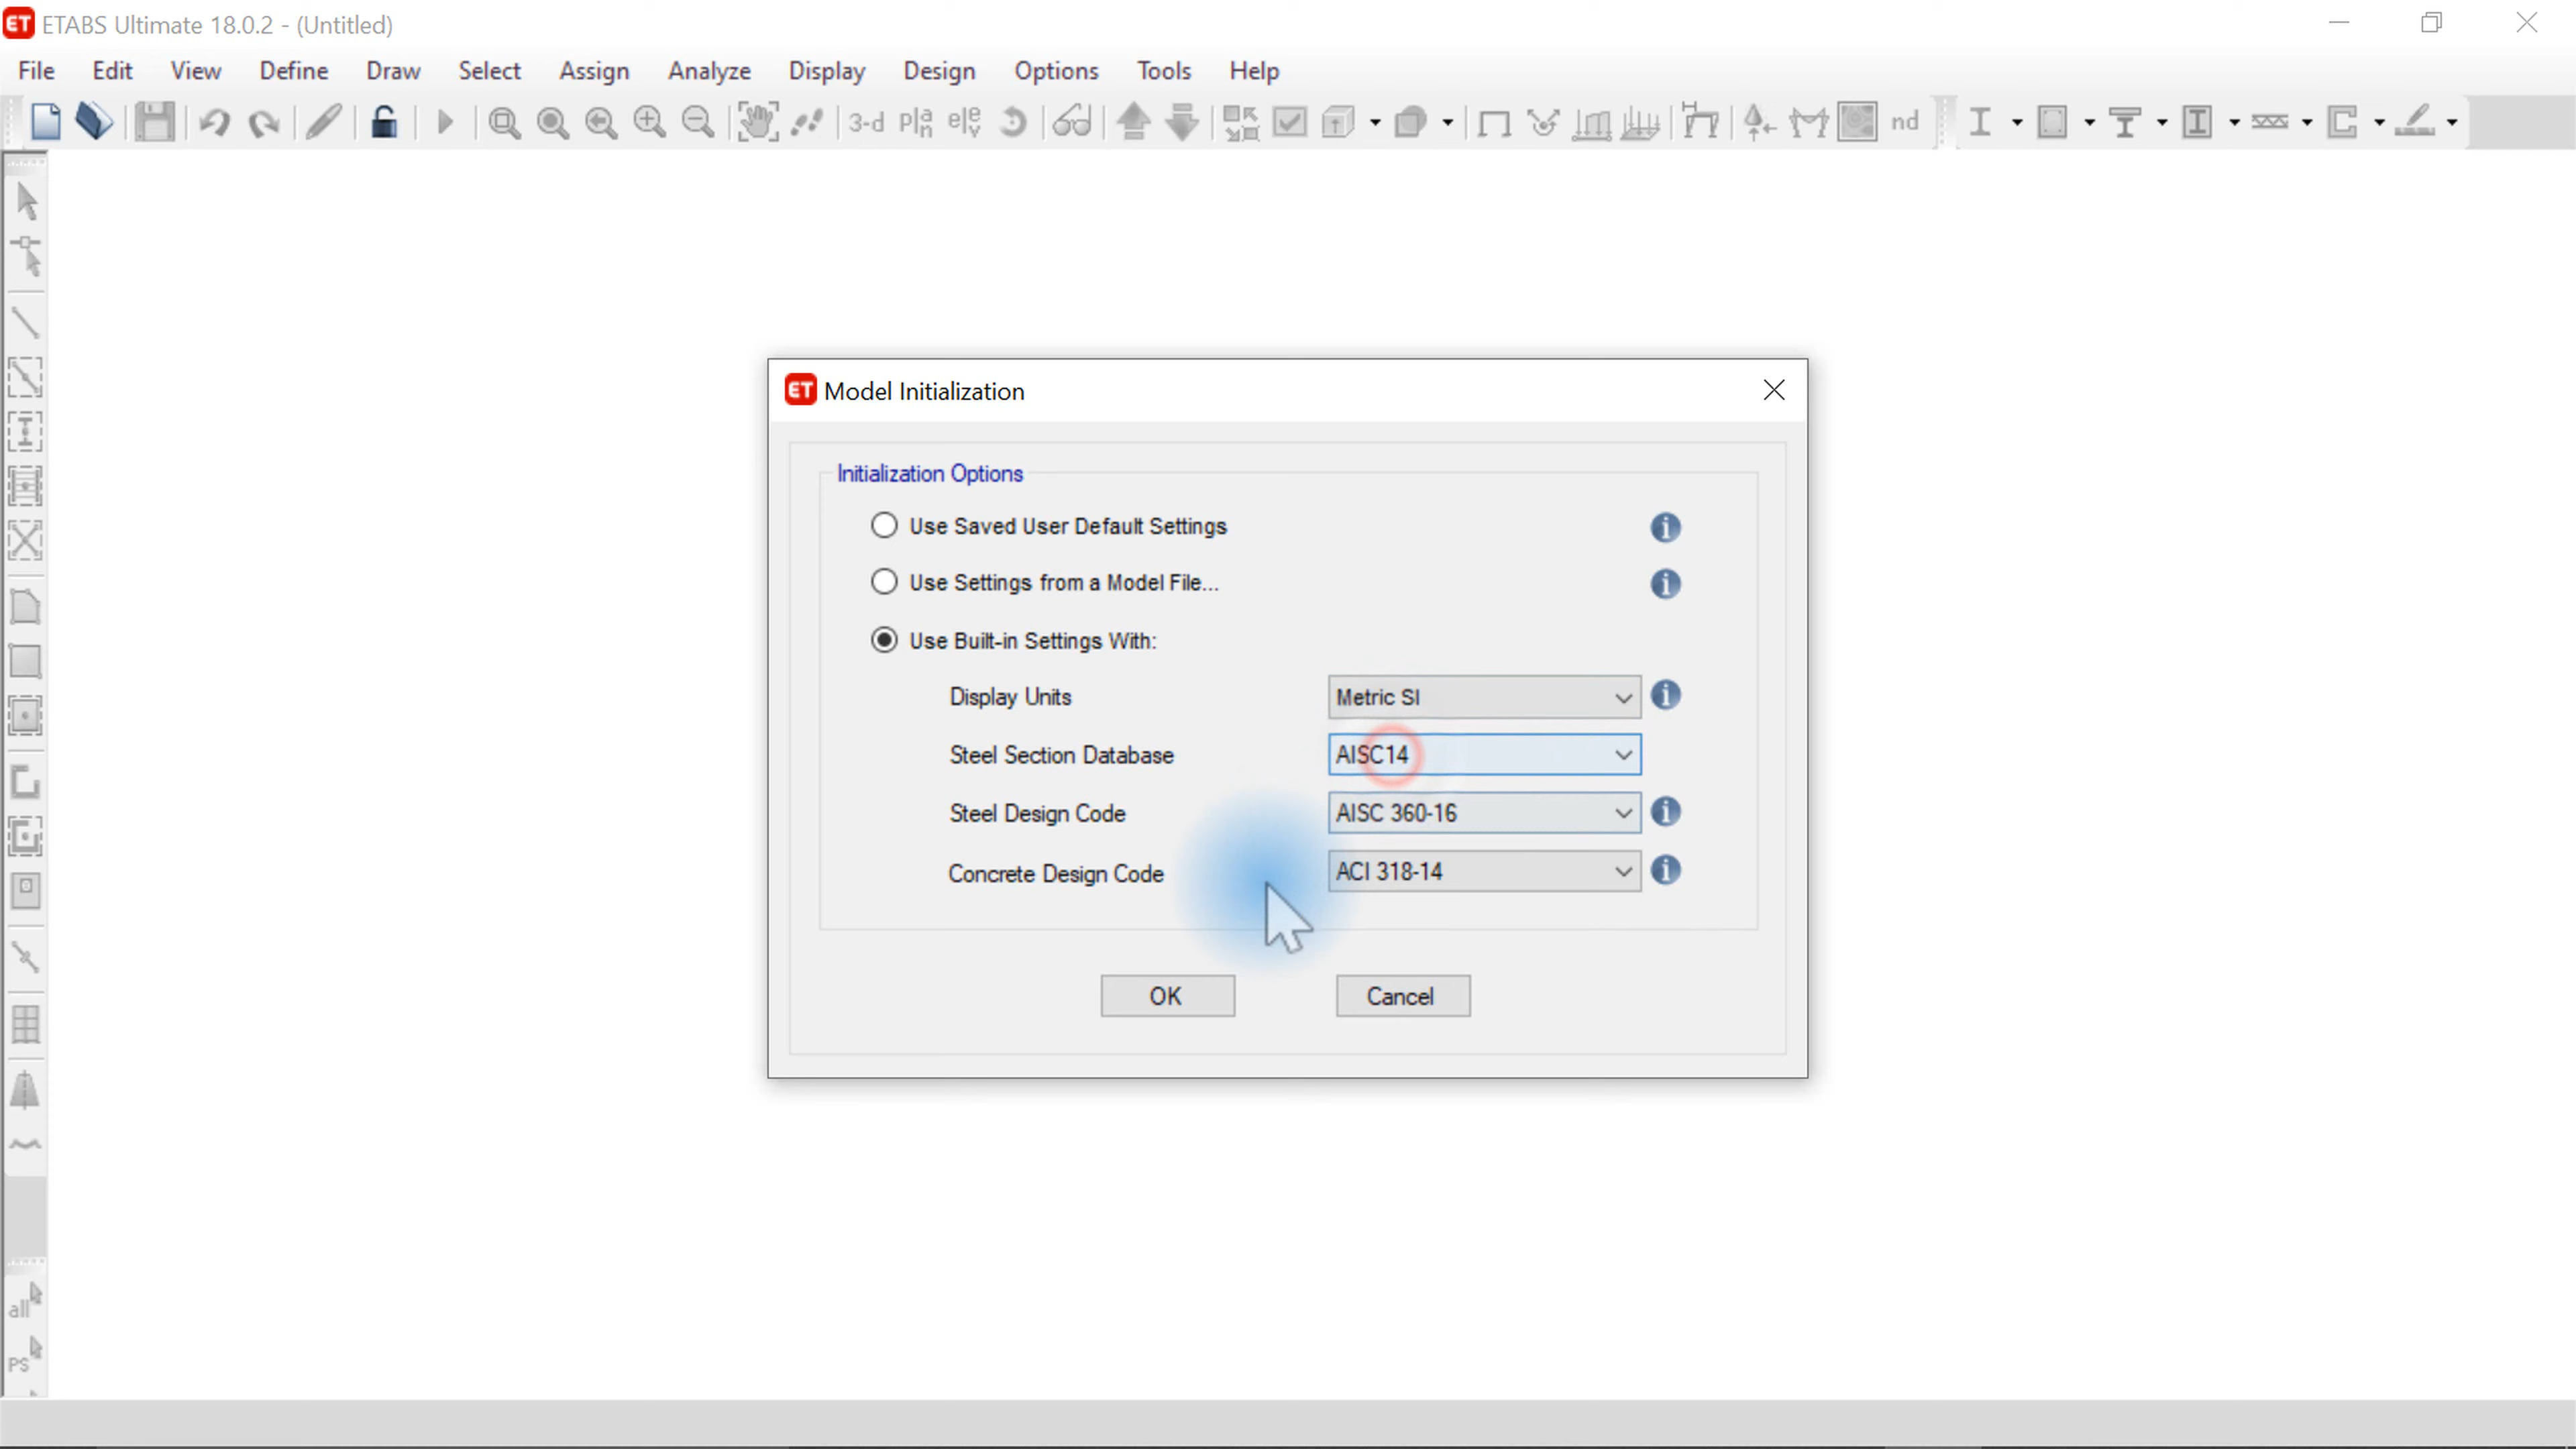 ET ETABS Ultimate 18.0.2 - (Untitled)
File Edit View Define Draw Select Assign Analyze Display Design Options Tools Help
3-d pla n ele v nd
ET Model Initialization
Initialization Options
Use Saved User Default Settings
Use Settings from a Model File...
Use Built-in Settings With:
Display Units Metric SI
Steel Section Database AISC14
Steel Design Code AISC 360-16
Concrete Design Code ACI 318-14
OK Cancel
all
PS